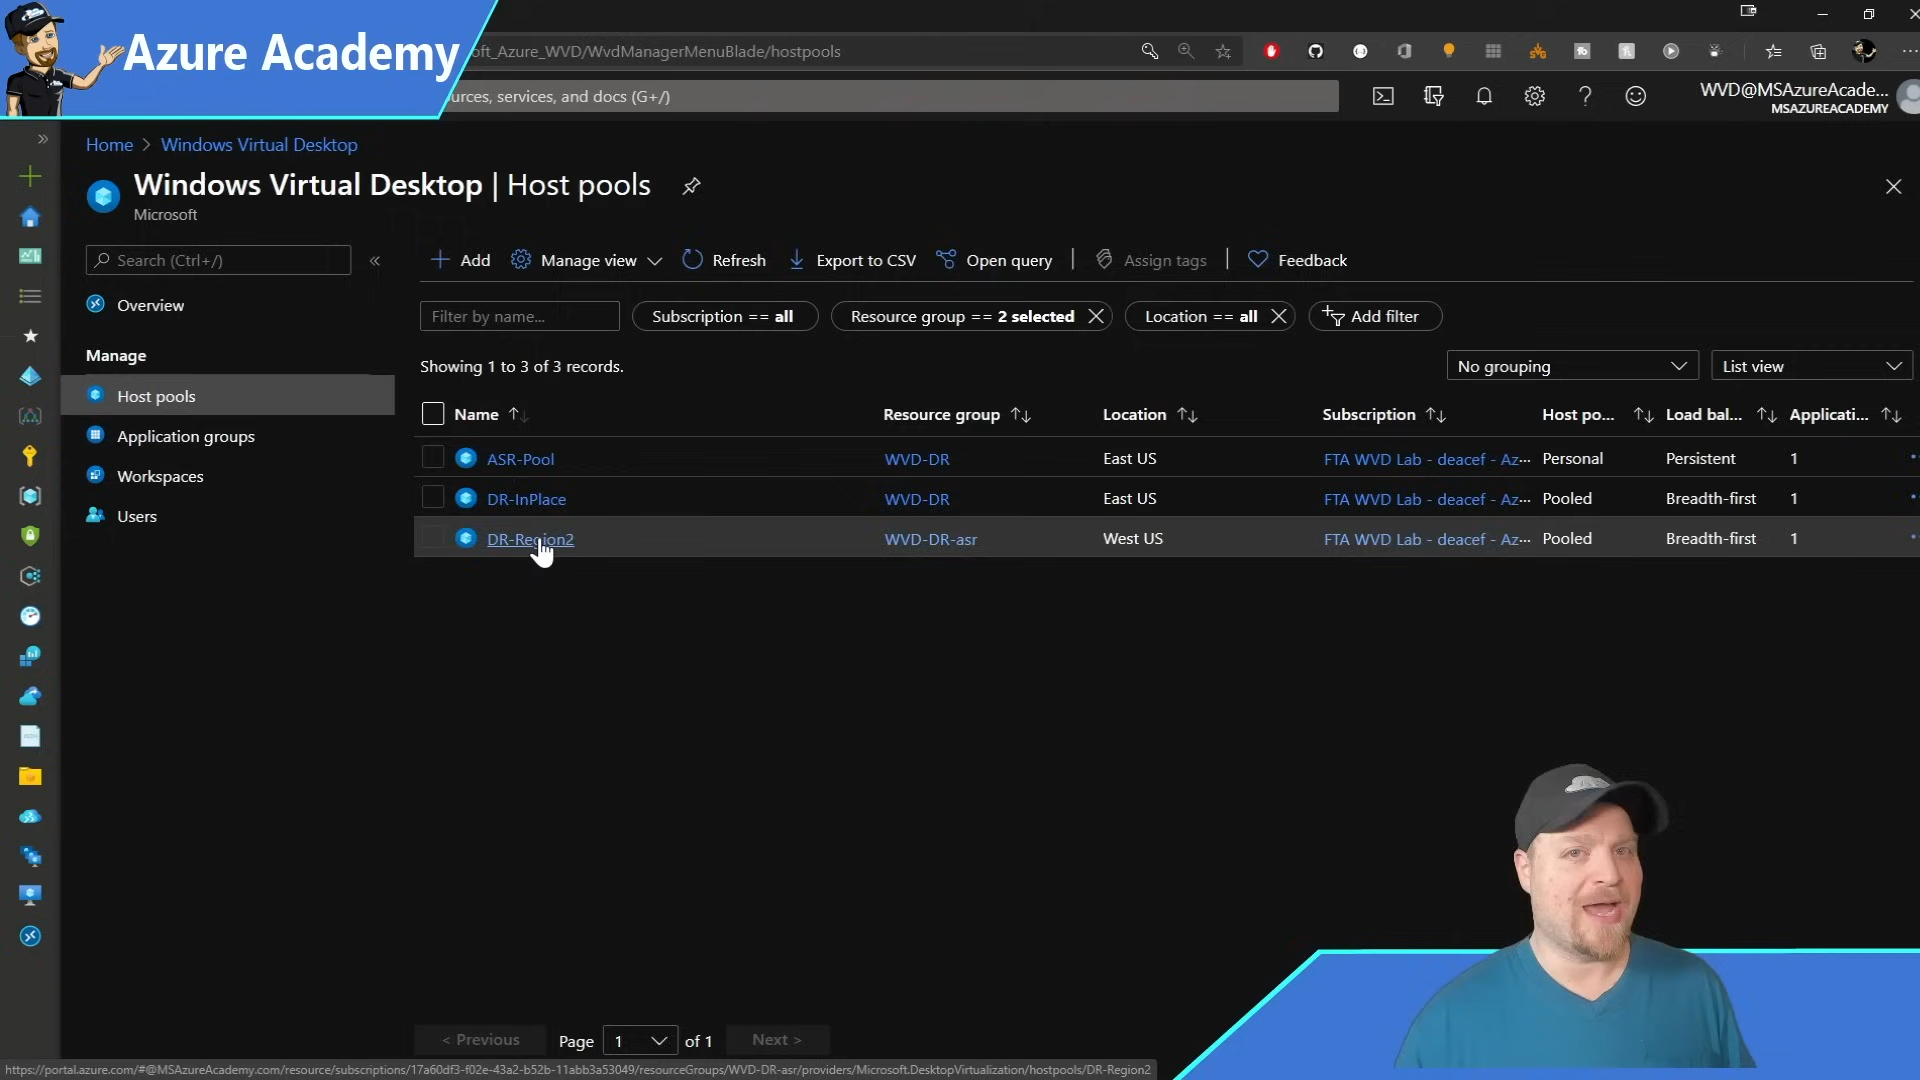 Azure Academy
oft_Azure_WVD/WvdManagerMenuBlade/hostpools
urces, services, and docs (G+/)
WVD@MSAzureAcade...
MSAZUREACADEMY
Home > Windows Virtual Desktop
Windows Virtual Desktop | Host pools
Microsoft
Search (Ctrl+/)
Add Manage view Refresh Export to CSV Open query Assign tags Feedback
Overview
Manage
Host pools
Application groups
Workspaces
Users
Filter by name... Subscription == all Resource group == 2 selected Location == all Add filter
Showing 1 to 3 of 3 records. No grouping List view
Name Resource group Location Subscription Host po... Load bal... Applicati...
ASR-Pool WVD-DR East US FTA WVD Lab - deacef - Az... Personal Persistent 1
DR-InPlace WVD-DR East US FTA WVD Lab - deacef - Az... Pooled Breadth-first 1
DR-Region2 WVD-DR-asr West US FTA WVD Lab - deacef - Az... Pooled Breadth-first 1
< Previous Page 1 of 1 Next >
https://portal.azure.com/#@MSAzureAcademy.com/resource/subscriptions/17a60df3-f02e-43a2-b52b-11abb3a53049/resourceGroups/WVD-DR-asr/providers/Microsoft.DesktopVirtualization/hostpools/DR-Region2